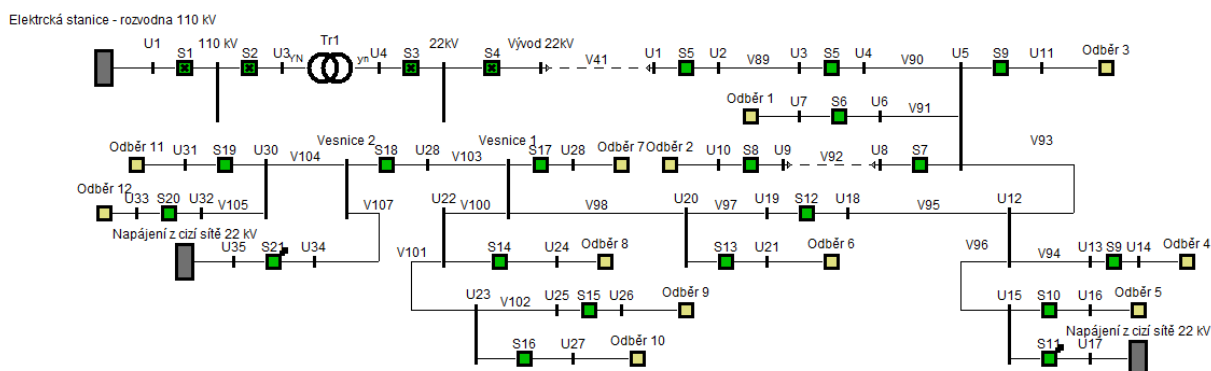 Elektrcká stanice - rozvodna 110 kV
U1 S1 110 kV S2 U3 YN Tr1 yn U4 S3 22kV S4 Vývod 22kV V41 U1 S5 U2 V89 U3 S5 U4 V90 U5 S9 U11 Odběr 3
Odběr 1 U7 S6 U6 V91
Odběr 11 U31 S19 U30 V104 Vesnice 2 S18 U28 V103 Vesnice 1 S17 U28 Odběr 7 Odběr 2 U10 S8 U9 V92 U8 S7 V93
Odběr 12 U33 S20 U32 V105 V107 U22 V100 V98 U20 V97 U19 S12 U18 V95 U12
Napájení z cizí sítě 22 kV U35 S21 U34 V101 S14 U24 Odběr 8 S13 U21 Odběr 6 V96 V94 U13 S9 U14 Odběr 4
U23 V102 U25 S15 U26 Odběr 9 U15 S10 U16 Odběr 5
S16 U27 Odběr 10 Napájení z cizí sítě 22 kV
S11 U17